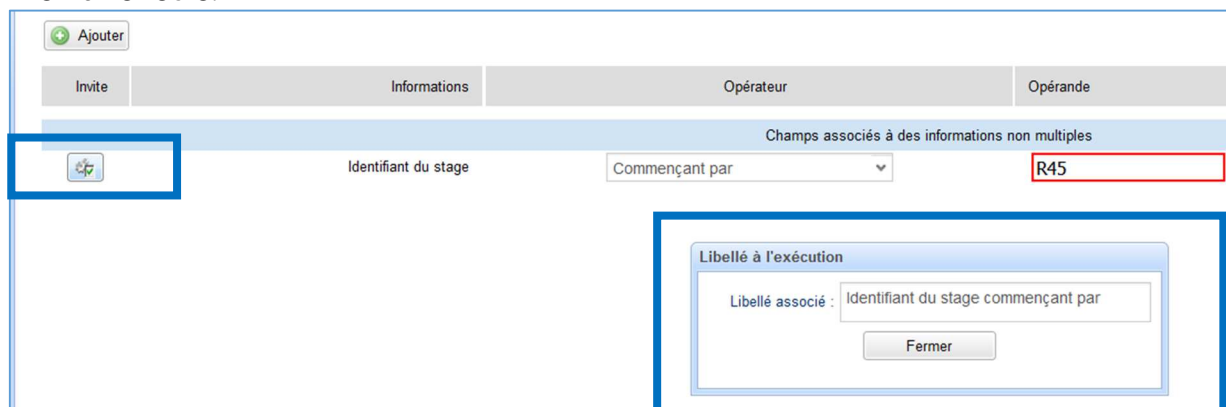 Ajouter
Invite Informations Opérateur Opérande
Champs associés à des informations non multiples
Identifiant du stage Commençant par R45
Libellé à l'exécution
Libellé associé : Identifiant du stage commençant par
Fermer